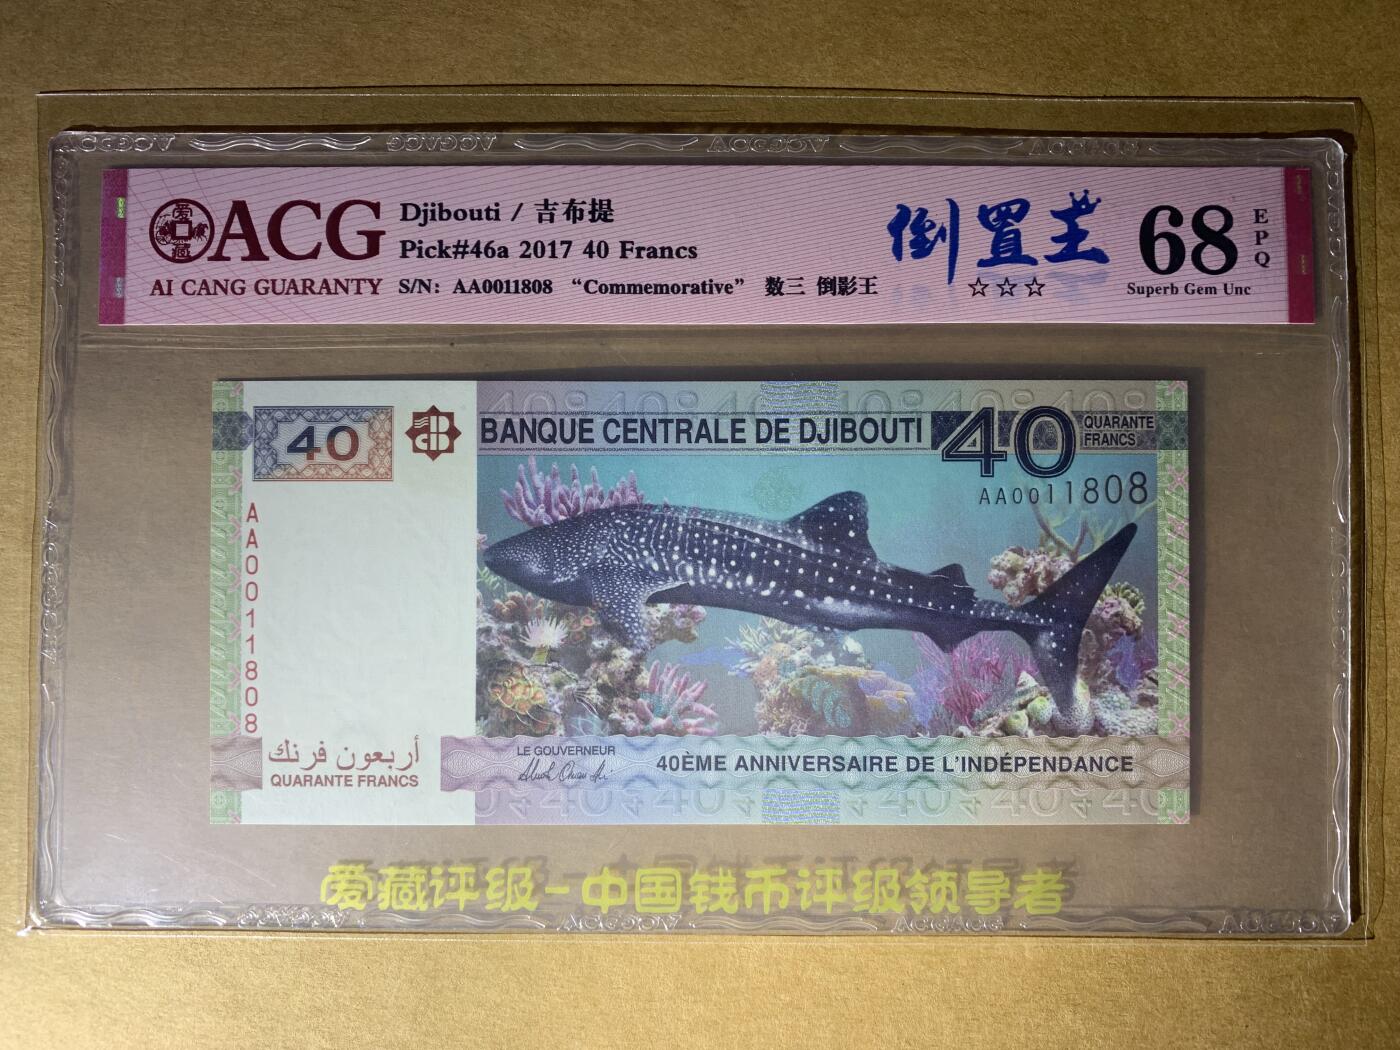 爱藏
ACG
AI CANG GUARANTY
Djibouti / 吉布提
Pick#46a 2017 40 Francs
S/N: AA0011808 “Commemorative” 数三 倒影王
倒置王
☆☆☆
68
EPQ
Superb Gem Unc
40
BANQUE CENTRALE DE DJIBOUTI
40
QUARANTE
FRANCS
AA0011808
AA0011808
أربعون فرنك
QUARANTE FRANCS
LE GOUVERNEUR
40ÈME ANNIVERSAIRE DE L'INDÉPENDANCE
爱藏评级-中国钱币评级领导者